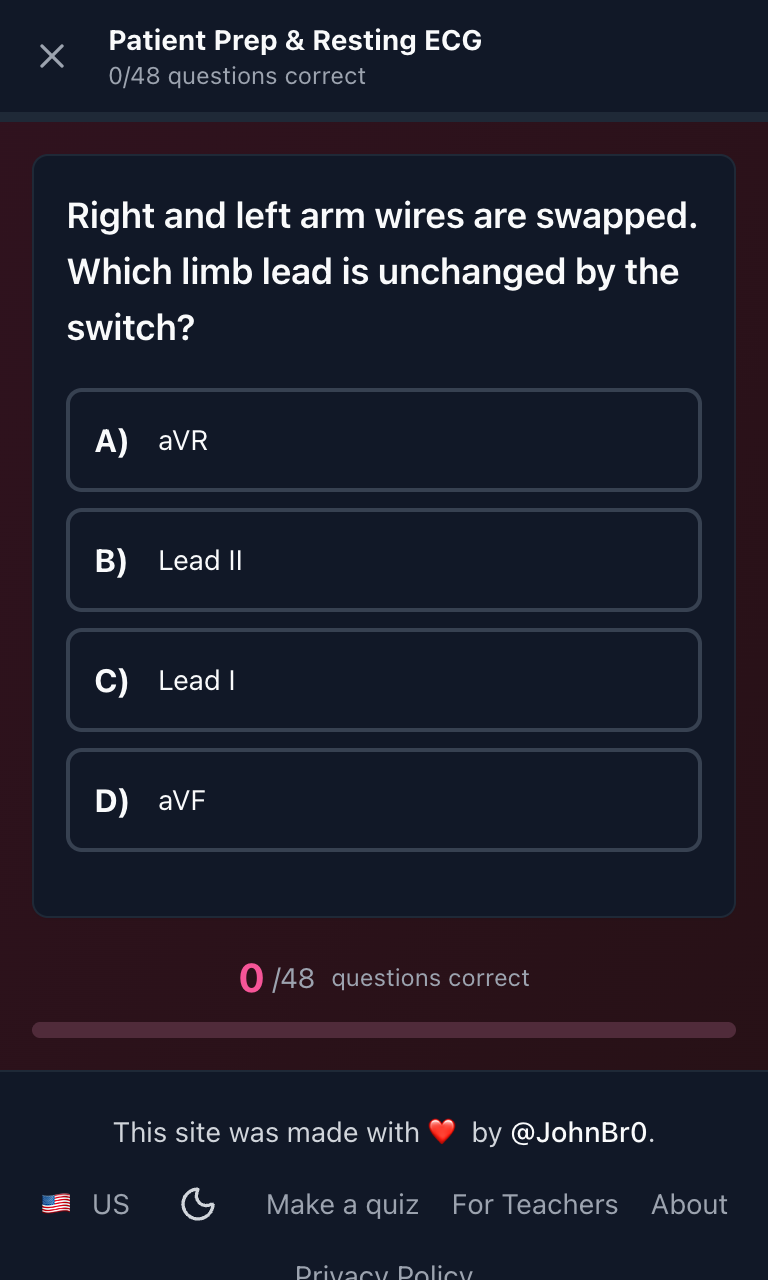 Patient Prep & Resting ECG
0/48 questions correct
Right and left arm wires are swapped.
Which limb lead is unchanged by the
switch?
A) aVR
B) Lead II
C) Lead I
D) aVF
0 /48 questions correct
This site was made with ❤️ by @JohnBr0.
🇺🇸 US Make a quiz For Teachers About
Privacy Policy